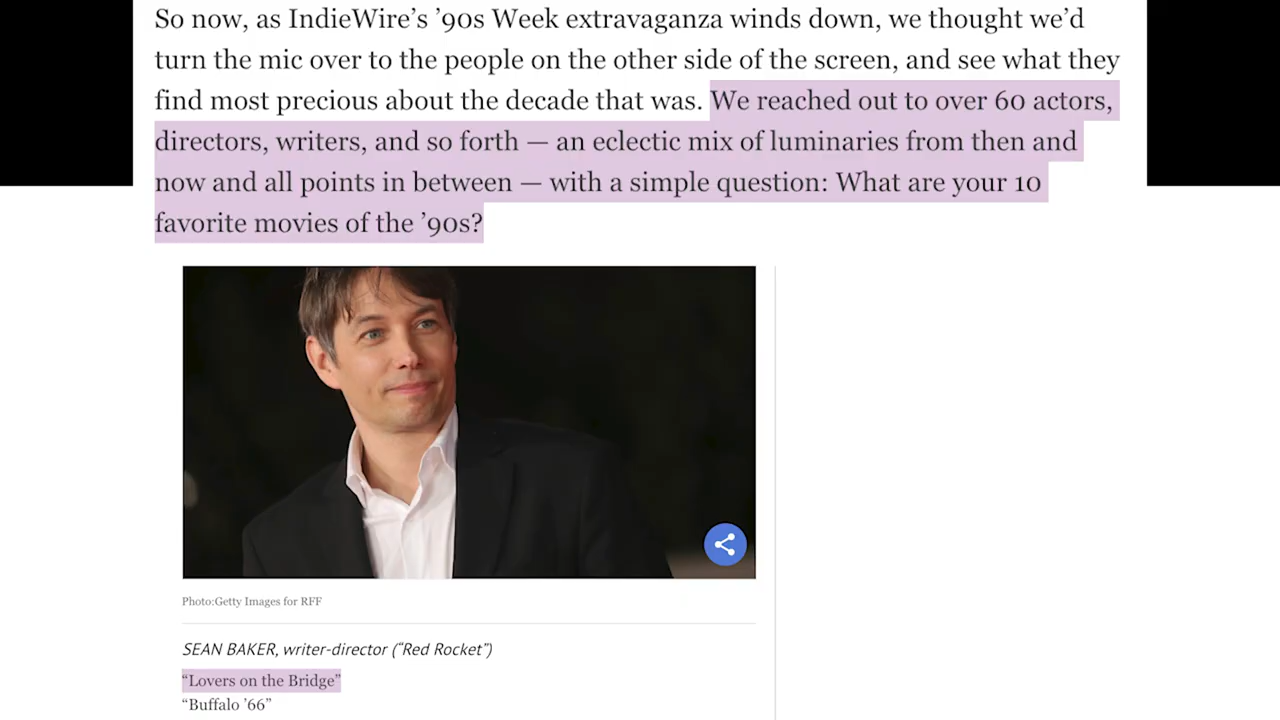 So now, as IndieWire’s ’90s Week extravaganza winds down, we thought we’d
turn the mic over to the people on the other side of the screen, and see what they
find most precious about the decade that was. We reached out to over 60 actors,
directors, writers, and so forth — an eclectic mix of luminaries from then and
now and all points in between — with a simple question: What are your 10
favorite movies of the ’90s?
Photo:Getty Images for RFF
SEAN BAKER, writer-director (“Red Rocket”)
“Lovers on the Bridge”
“Buffalo ’66”